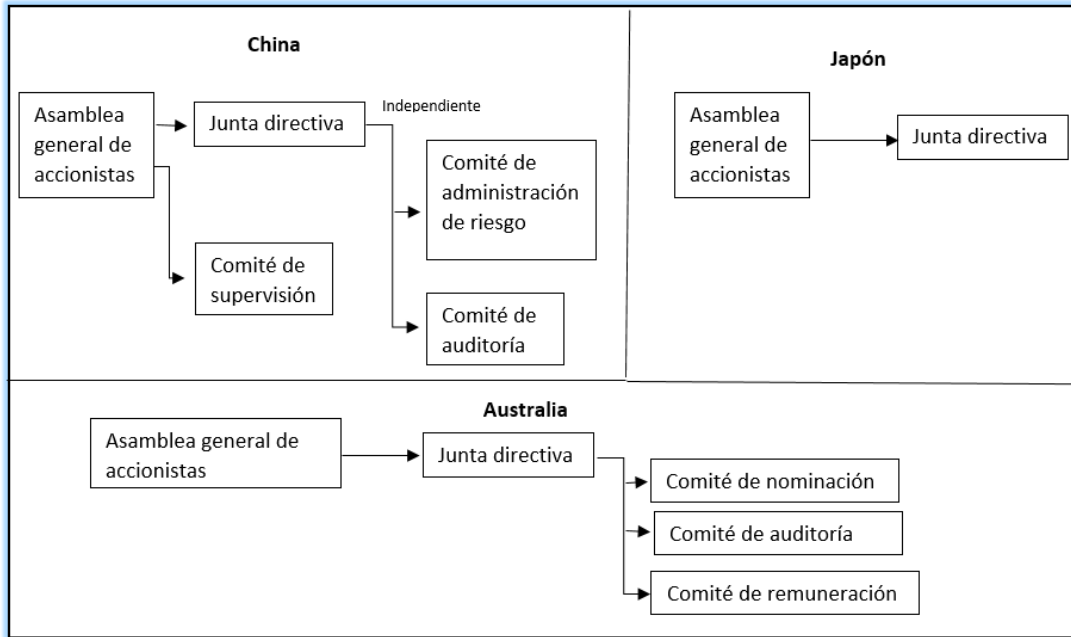 China
Asamblea
general de
accionistas
Junta directiva
Independiente
Comité de
administración
de riesgo
Comité de
supervisión
Comité de
auditoría
Japón
Asamblea
general de
accionistas
Junta directiva
Australia
Asamblea general de
accionistas
Junta directiva
Comité de nominación
Comité de auditoría
Comité de remuneración